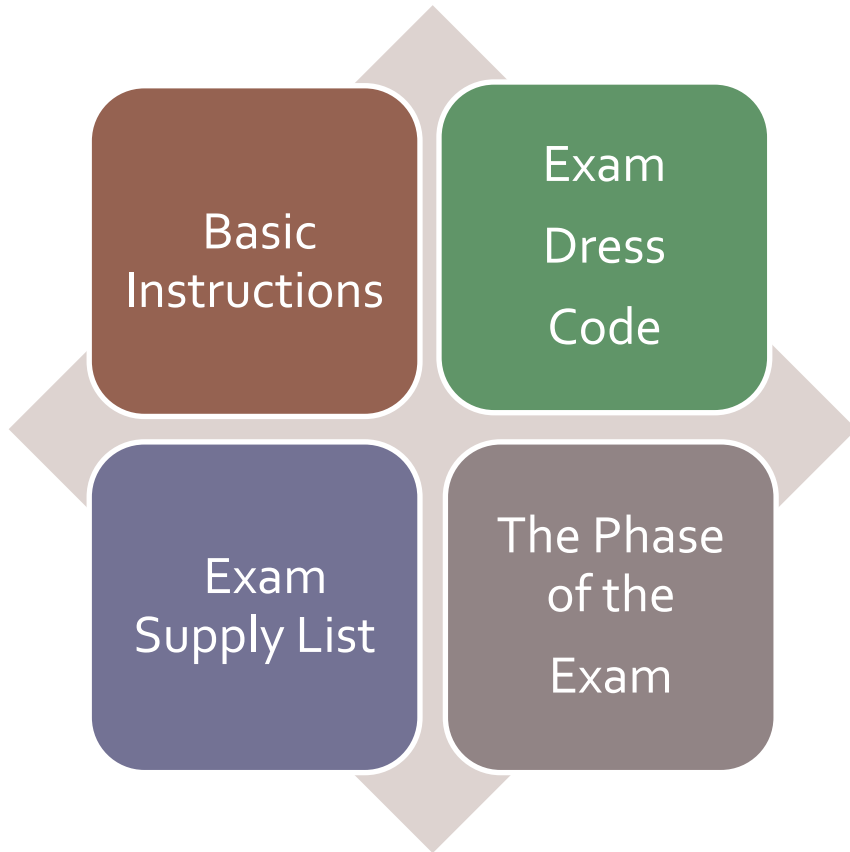 Basic
Instructions
Exam
Dress
Code
Exam
Supply List
The Phase
of the
Exam